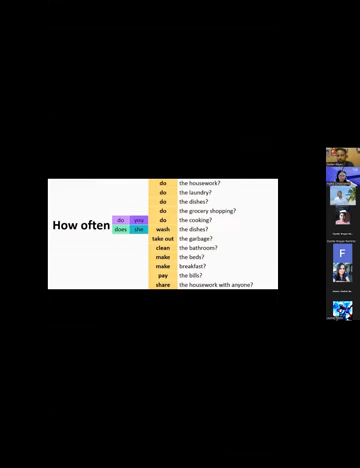 How often
do you
does she
do the housework?
do the laundry?
do the dishes?
do the grocery shopping?
do the cooking?
wash the dishes?
take out the garbage?
clean the bathroom?
make the beds?
make breakfast?
pay the bills?
share the housework with anyone?
F